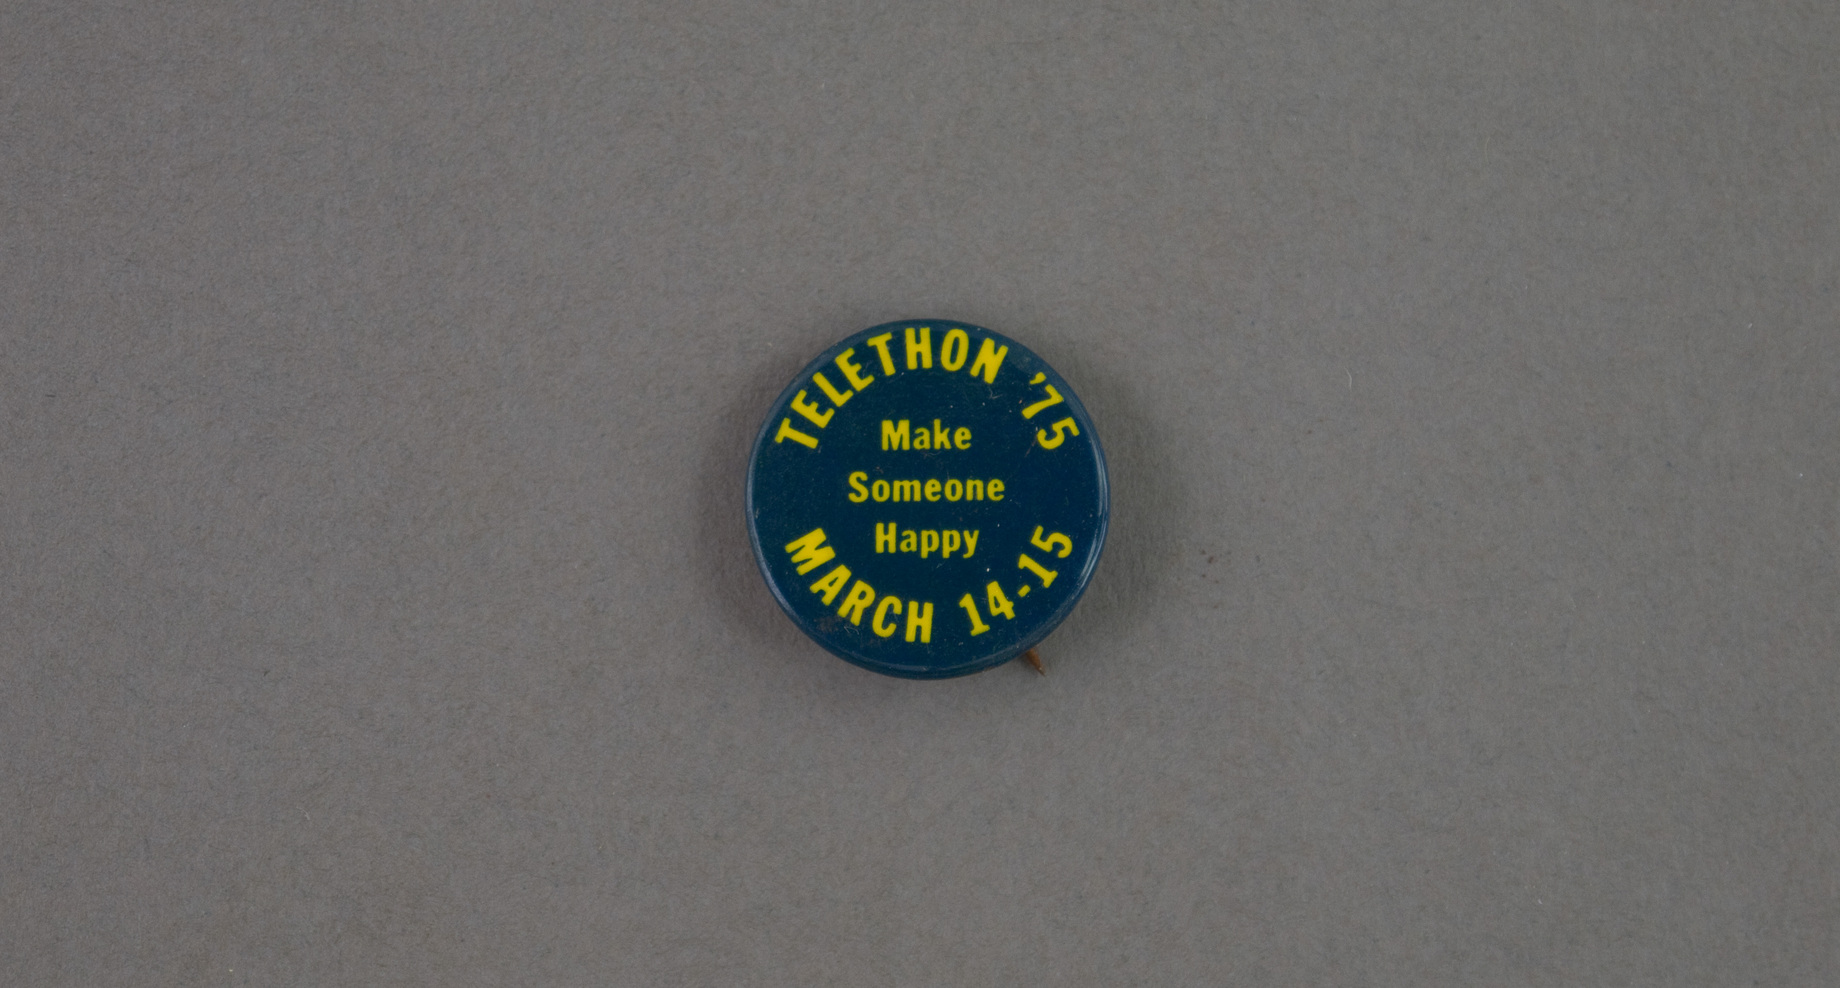 TELETHON '75
Make
Someone
Happy
MARCH 14-15